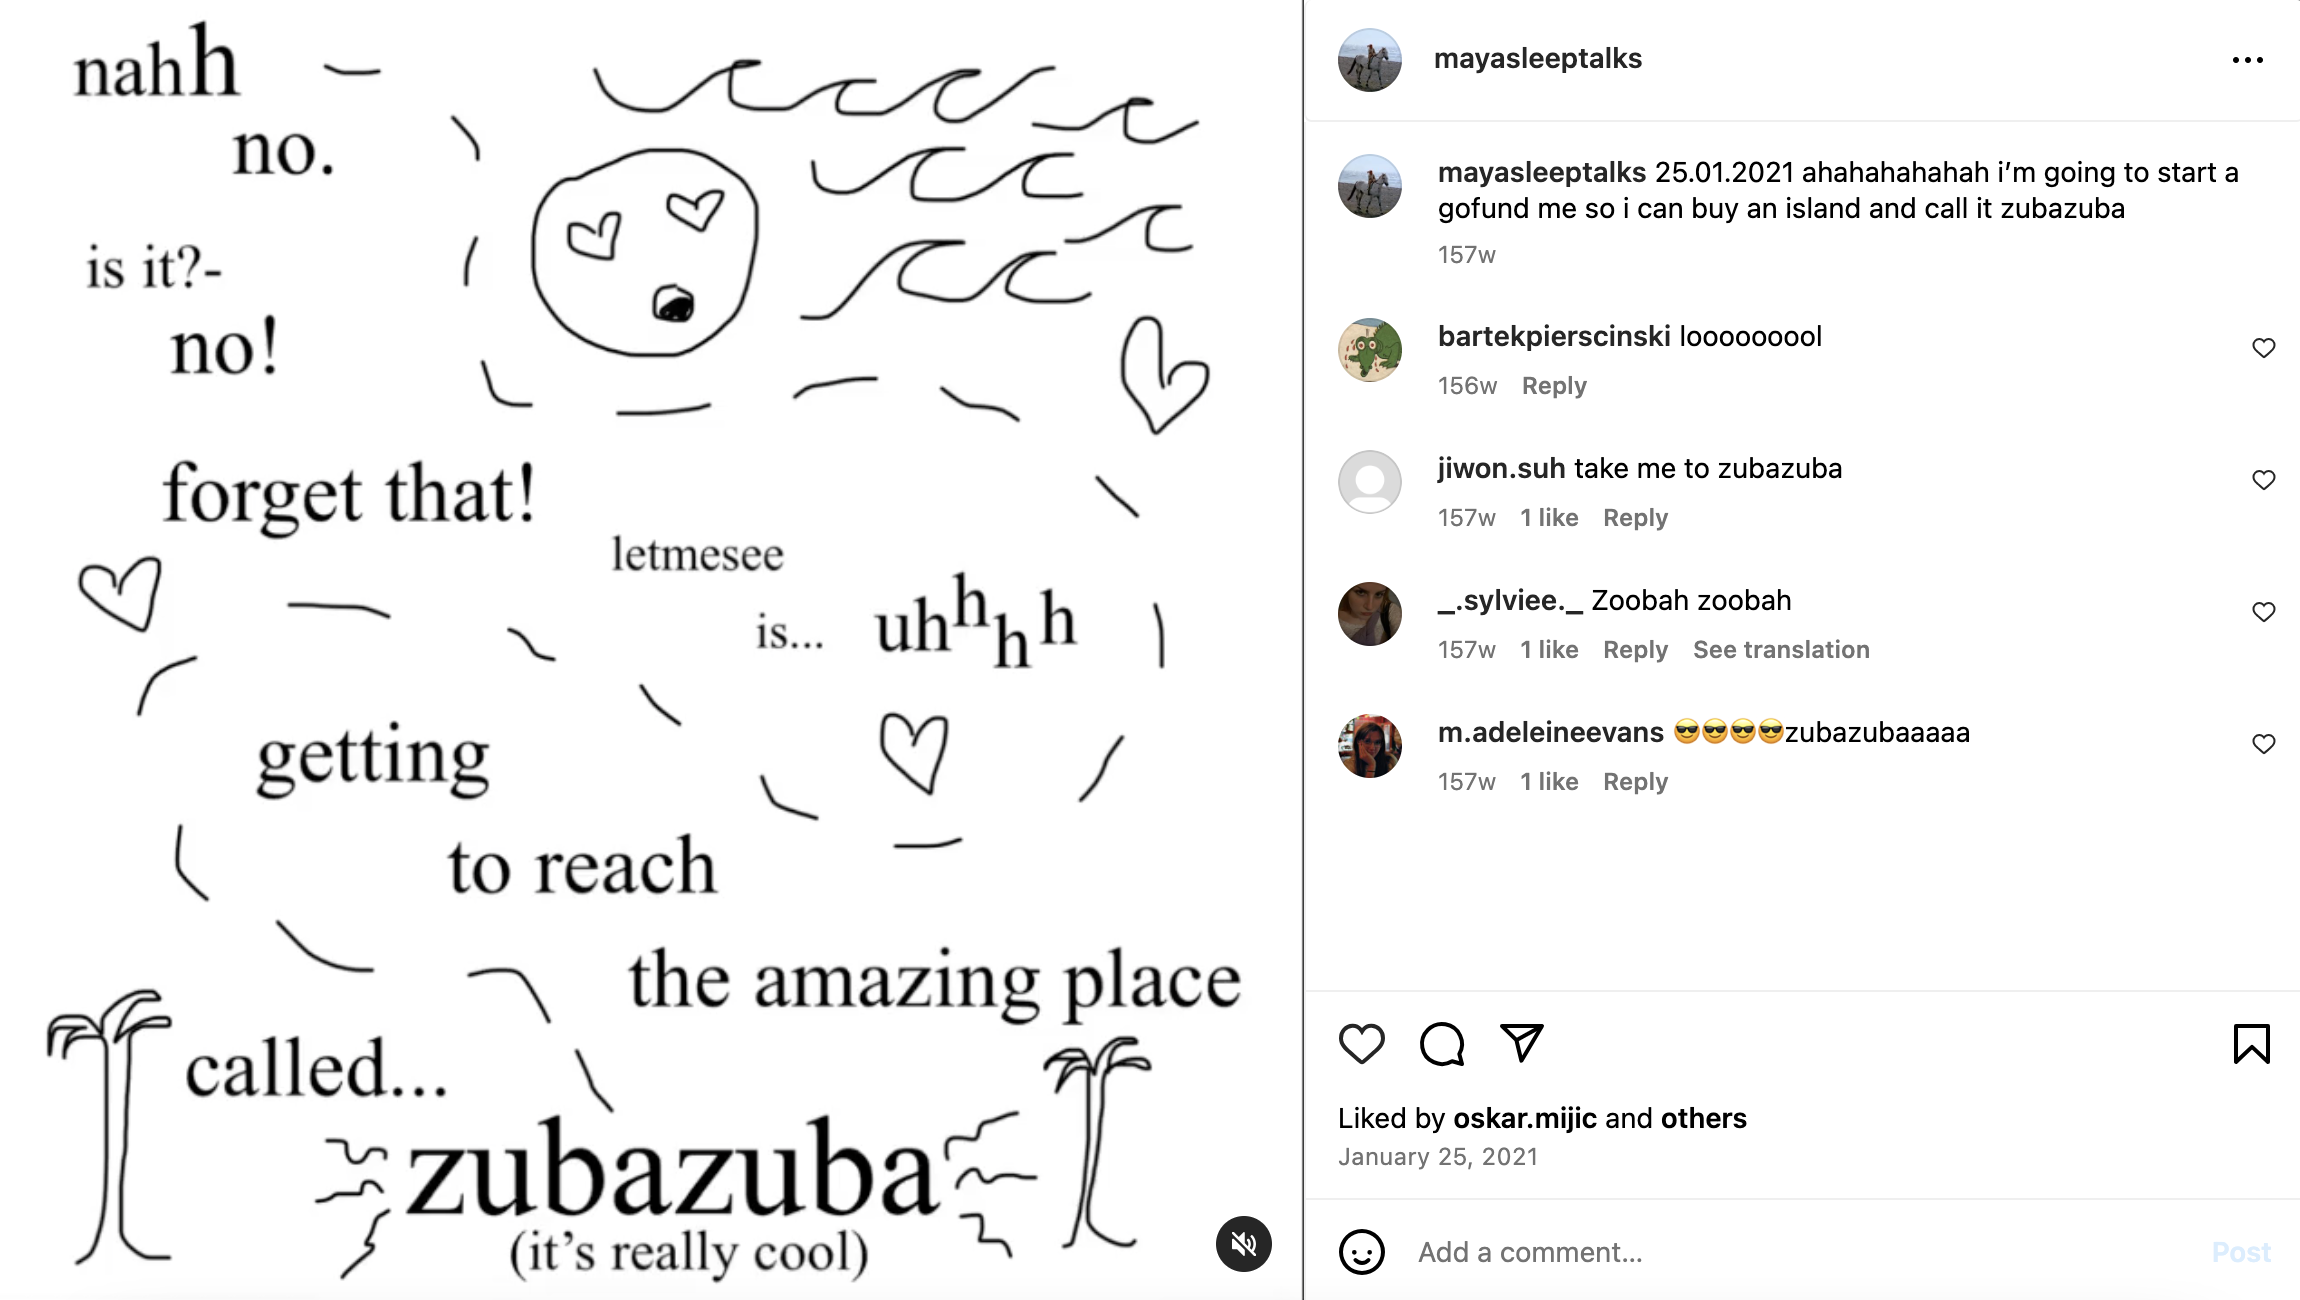 nahh
no.
is it?-
no!
forget that!
letmesee
is... uhhhh
getting
to reach
the amazing place
called...
zubazuba
(it’s really cool)
mayasleeptalks
mayasleeptalks 25.01.2021 ahahahahahah i’m going to start a
gofund me so i can buy an island and call it zubazuba
157w
bartekpierscinski looooooool
156w Reply
jiwon.suh take me to zubazuba
157w 1 like Reply
_.sylviee._ Zoobah zoobah
157w 1 like Reply See translation
m.adeleineevans 😎😎😎😎zubazubaaaaa
157w 1 like Reply
Liked by oskar.mijic and others
January 25, 2021
Add a comment...
Post